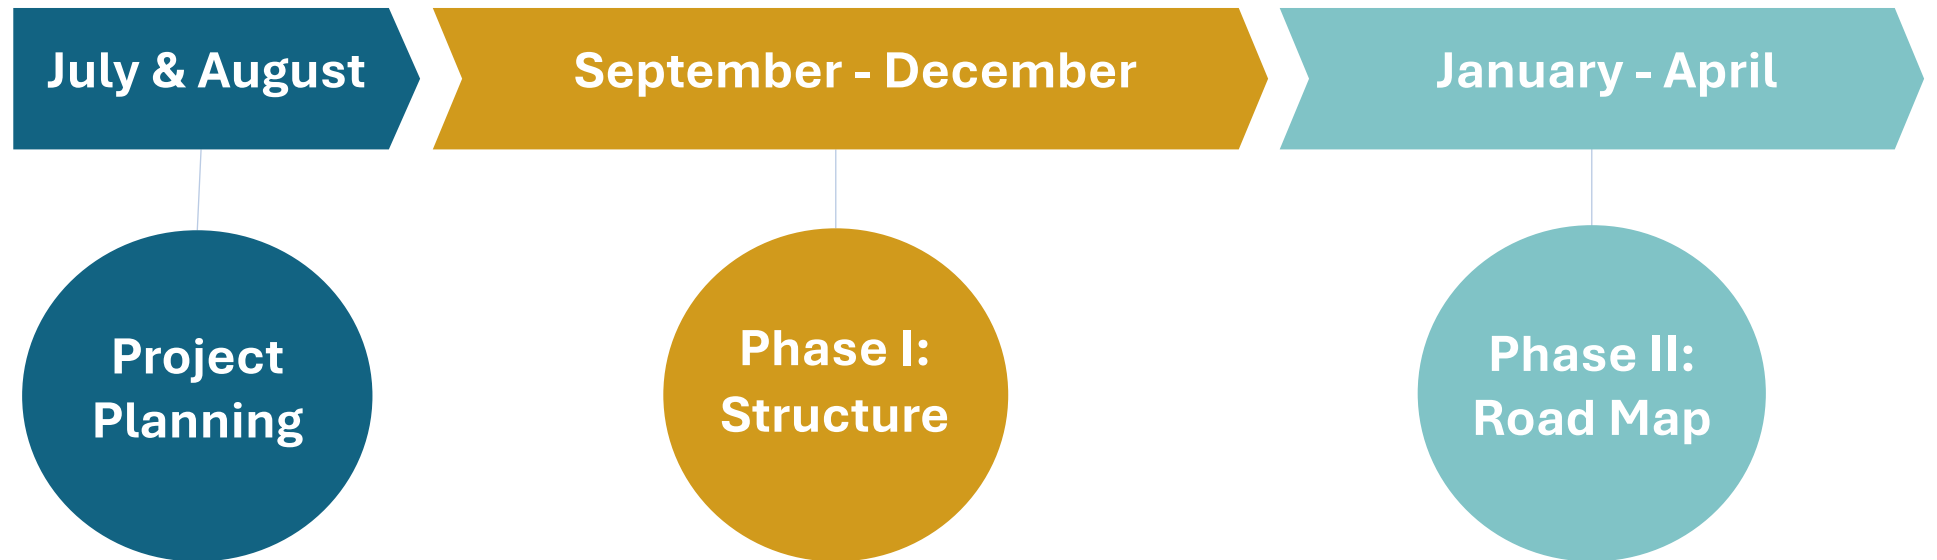 July & August
September - December
January - April
Project
Planning
Phase I:
Structure
Phase II:
Road Map